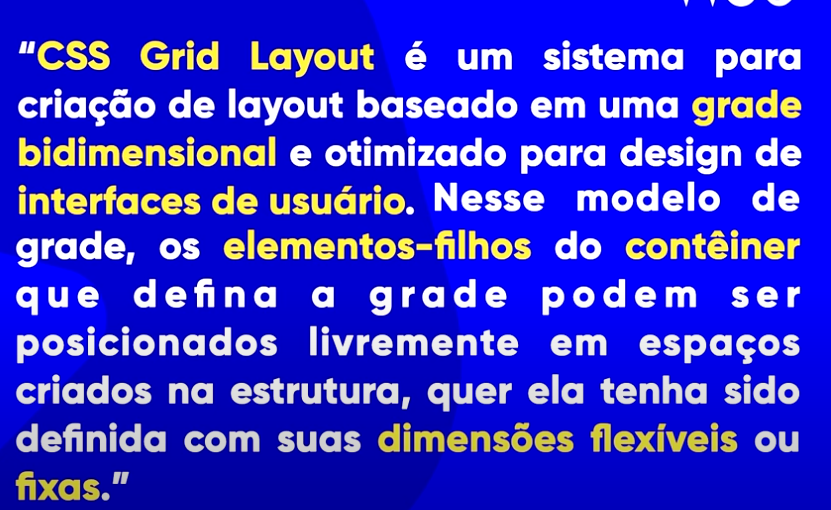 “CSS Grid Layout é um sistema para
criação de layout baseado em uma grade
bidimensional e otimizado para design de
interfaces de usuário. Nesse modelo de
grade, os elementos-filhos do contêiner
que defina a grade podem ser
posicionados livremente em espaços
criados na estrutura, quer ela tenha sido
definida com suas dimensões flexíveis ou
fixas.”